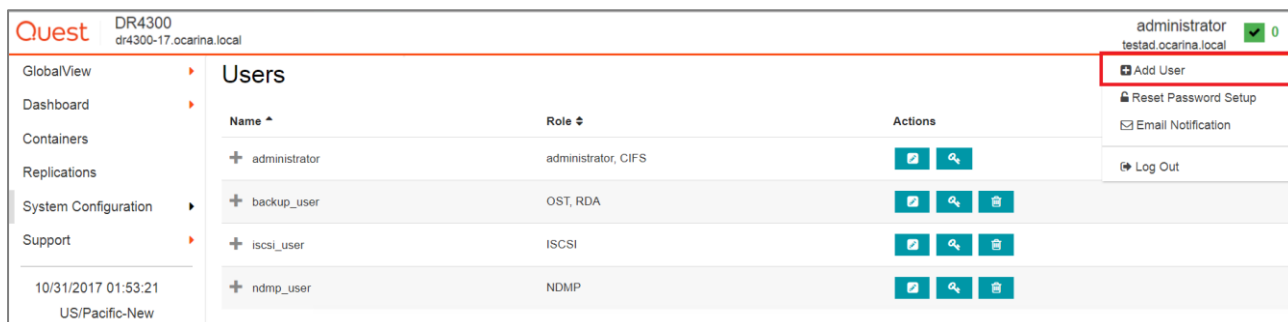 Quest
DR4300
dr4300-17.ocarina.local
administrator
testad.ocarina.local
0
GlobalView
Dashboard
Containers
Replications
System Configuration
Support
10/31/2017 01:53:21
US/Pacific-New
Users
Name
Role
Actions
administrator
administrator, CIFS
backup_user
OST, RDA
iscsi_user
ISCSI
ndmp_user
NDMP
Add User
Reset Password Setup
Email Notification
Log Out